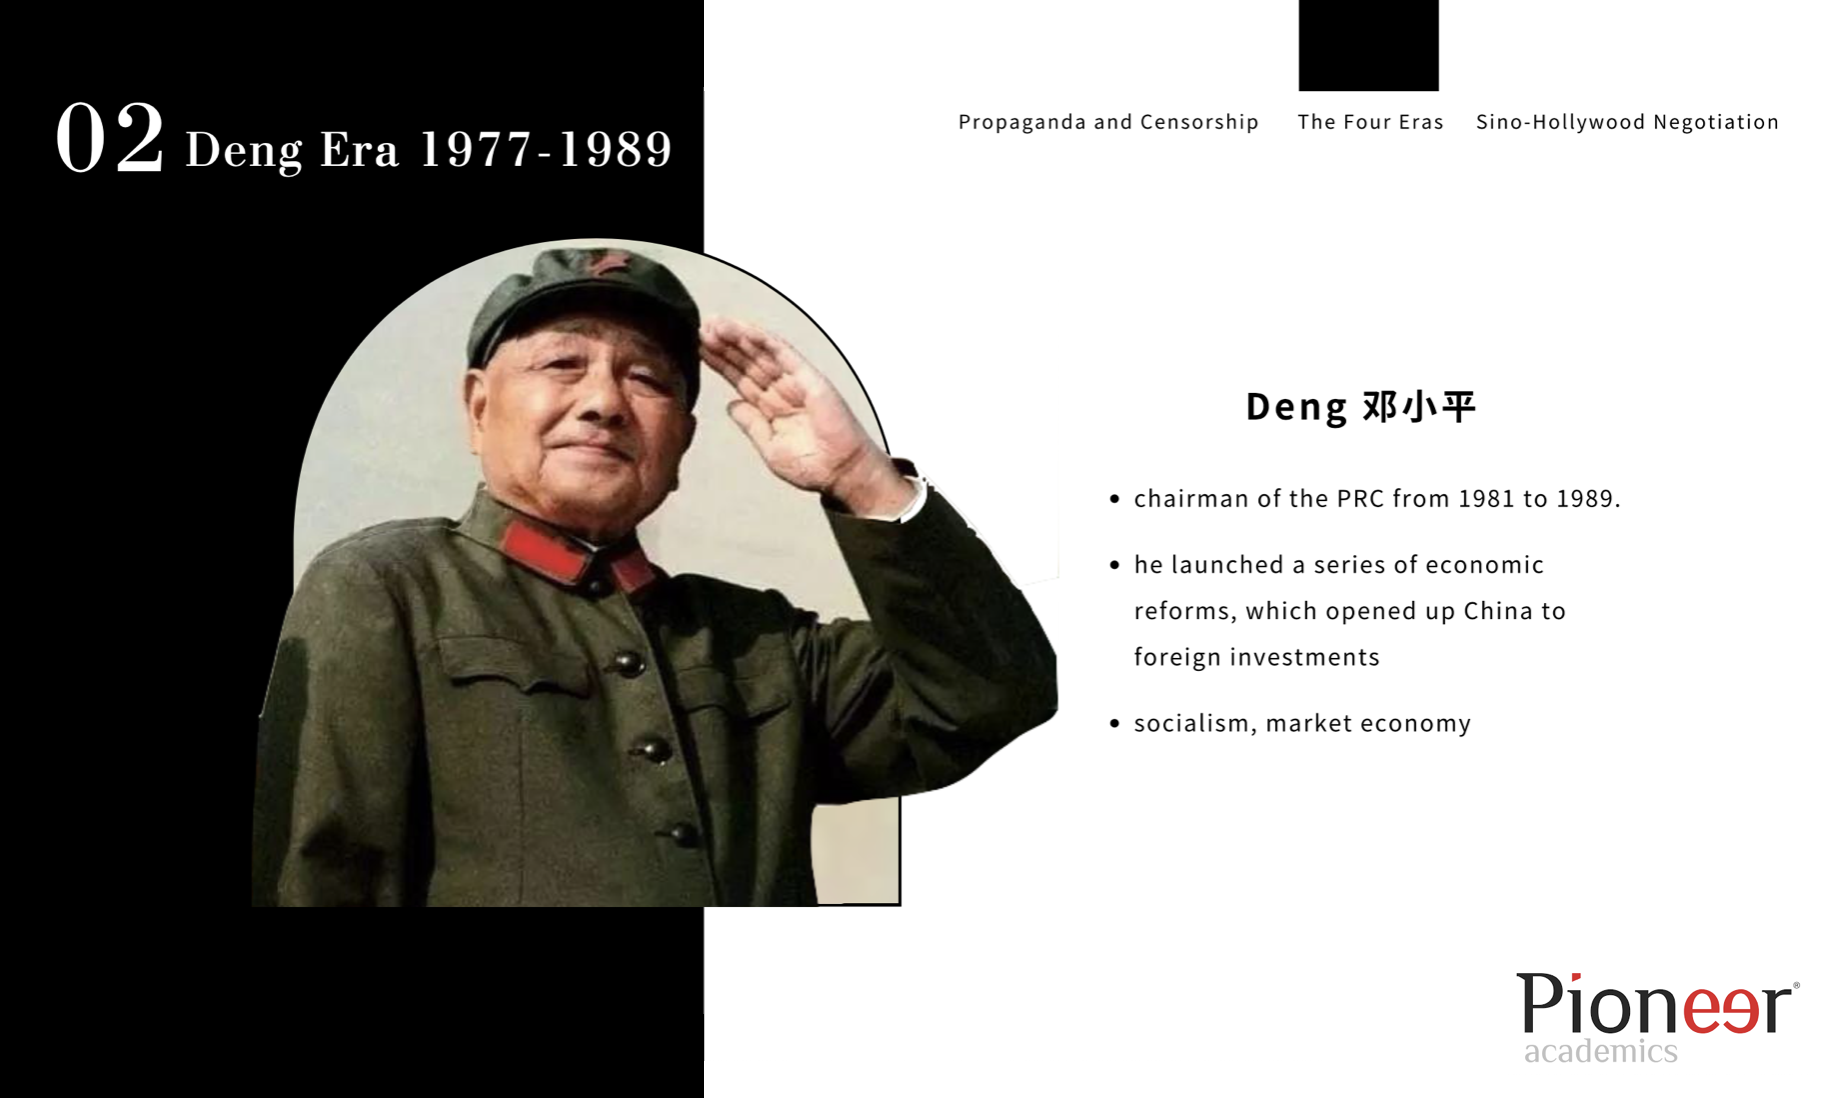 02 Deng Era 1977-1989
Propaganda and Censorship
The Four Eras
Sino-Hollywood Negotiation
Deng 邓小平
• chairman of the PRC from 1981 to 1989.
• he launched a series of economic
reforms, which opened up China to
foreign investments
• socialism, market economy
Pioneer®
academics